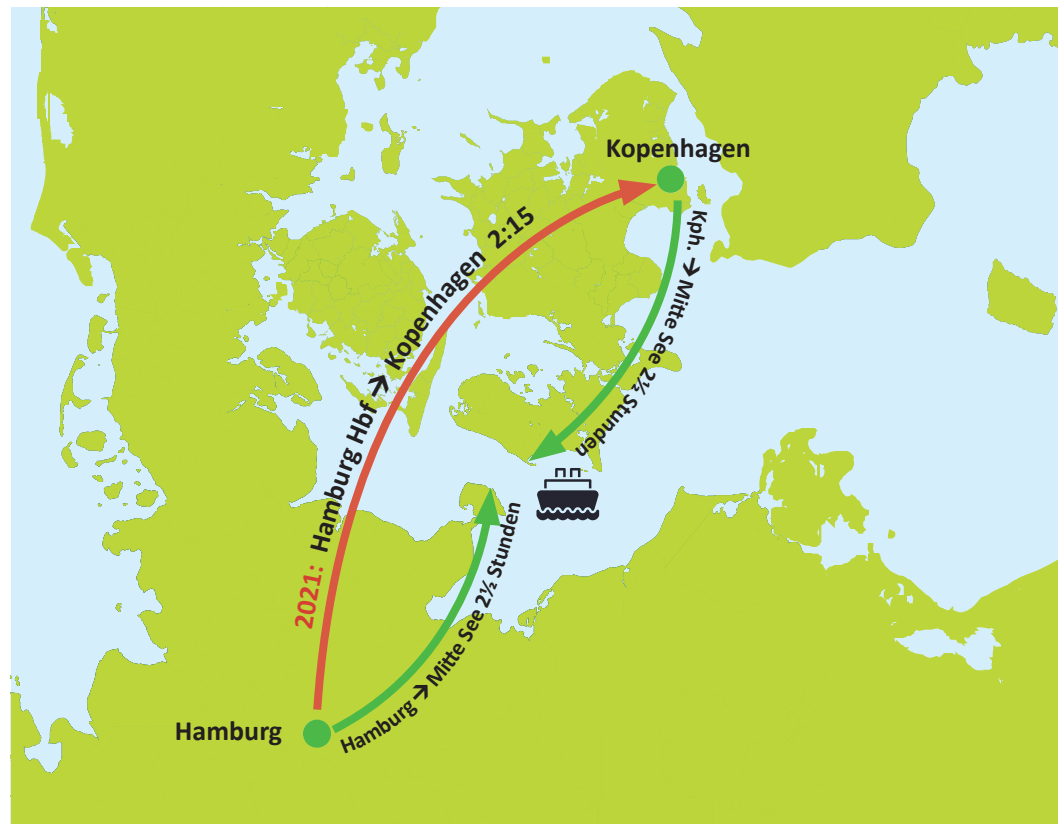 Kopenhagen
2021: Hamburg Hbf → Kopenhagen 2:15
Kph. → Mitte See 2½ Stunden
Hamburg → Mitte See 2½ Stunden
Hamburg